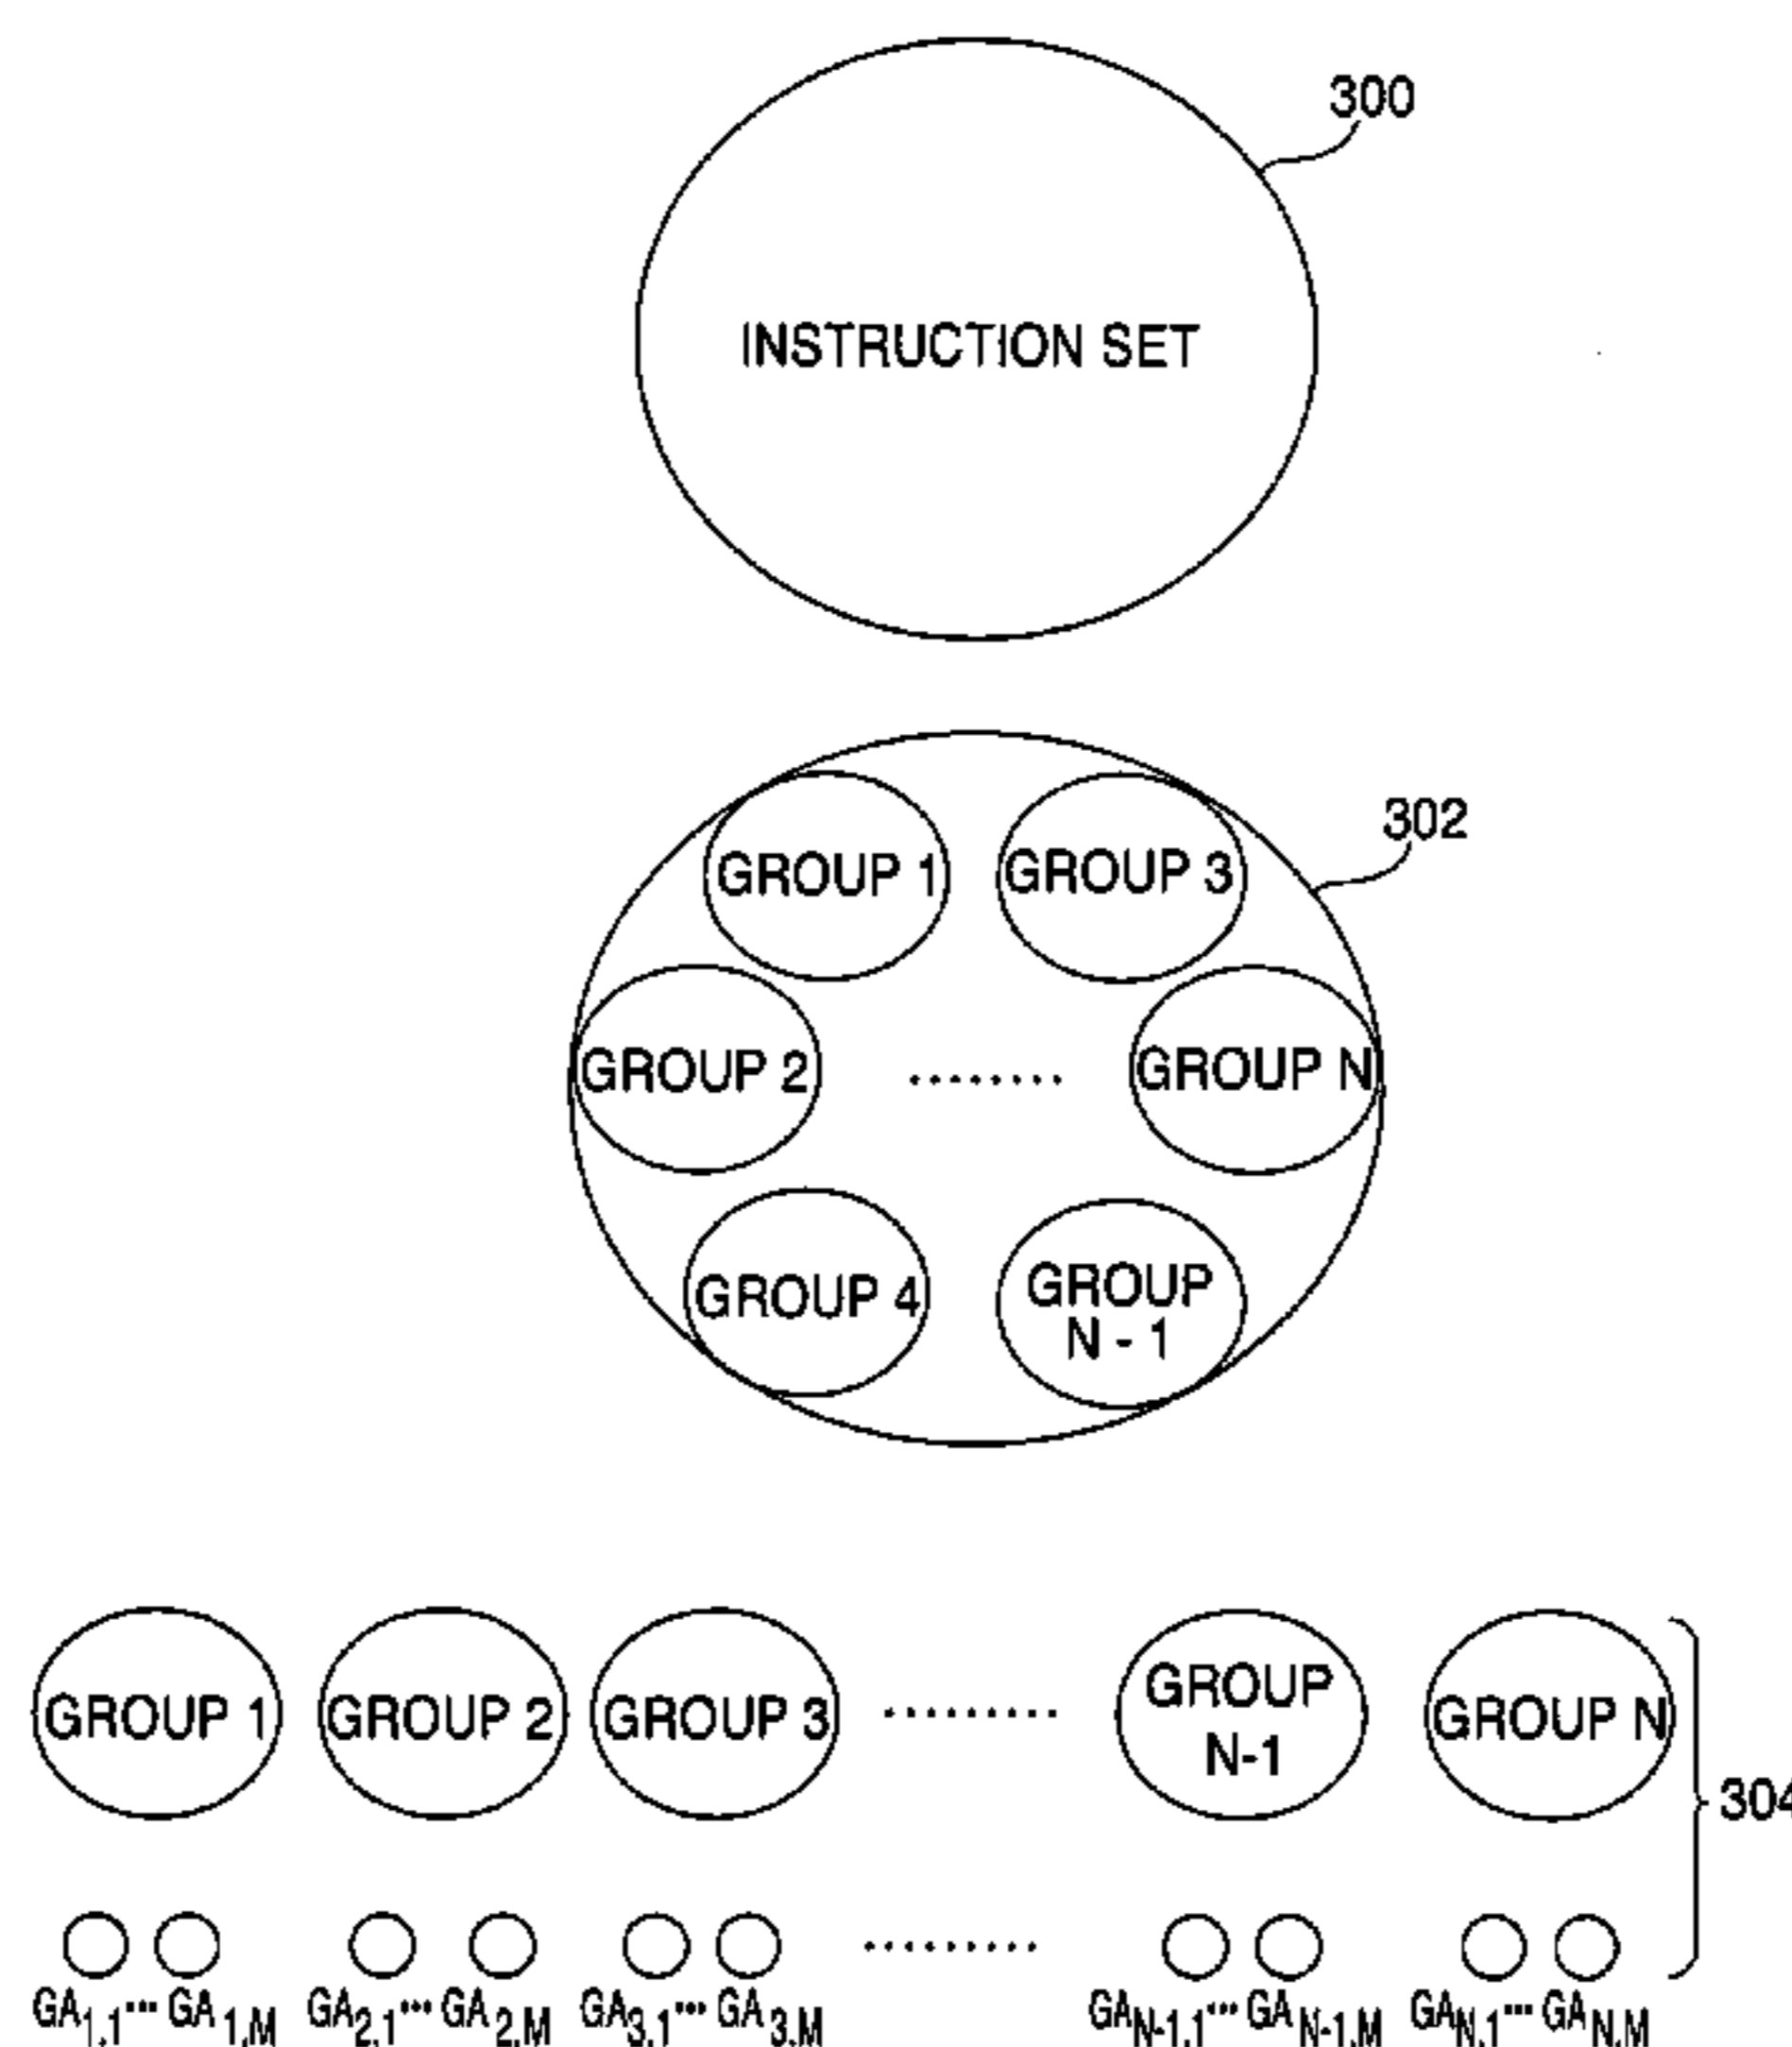 300
INSTRUCTION SET
302
GROUP 1 GROUP 3
GROUP 2 ........ GROUP N
GROUP 4 GROUP
N - 1
GROUP 1 GROUP 2 GROUP 3 ......... GROUP
N-1 GROUP N
304
.........
GA1,1... GA1,M GA2,1... GA2,M GA3,1... GA3,M GAN-1,1... GAN-1,M GAN,1... GAN,M